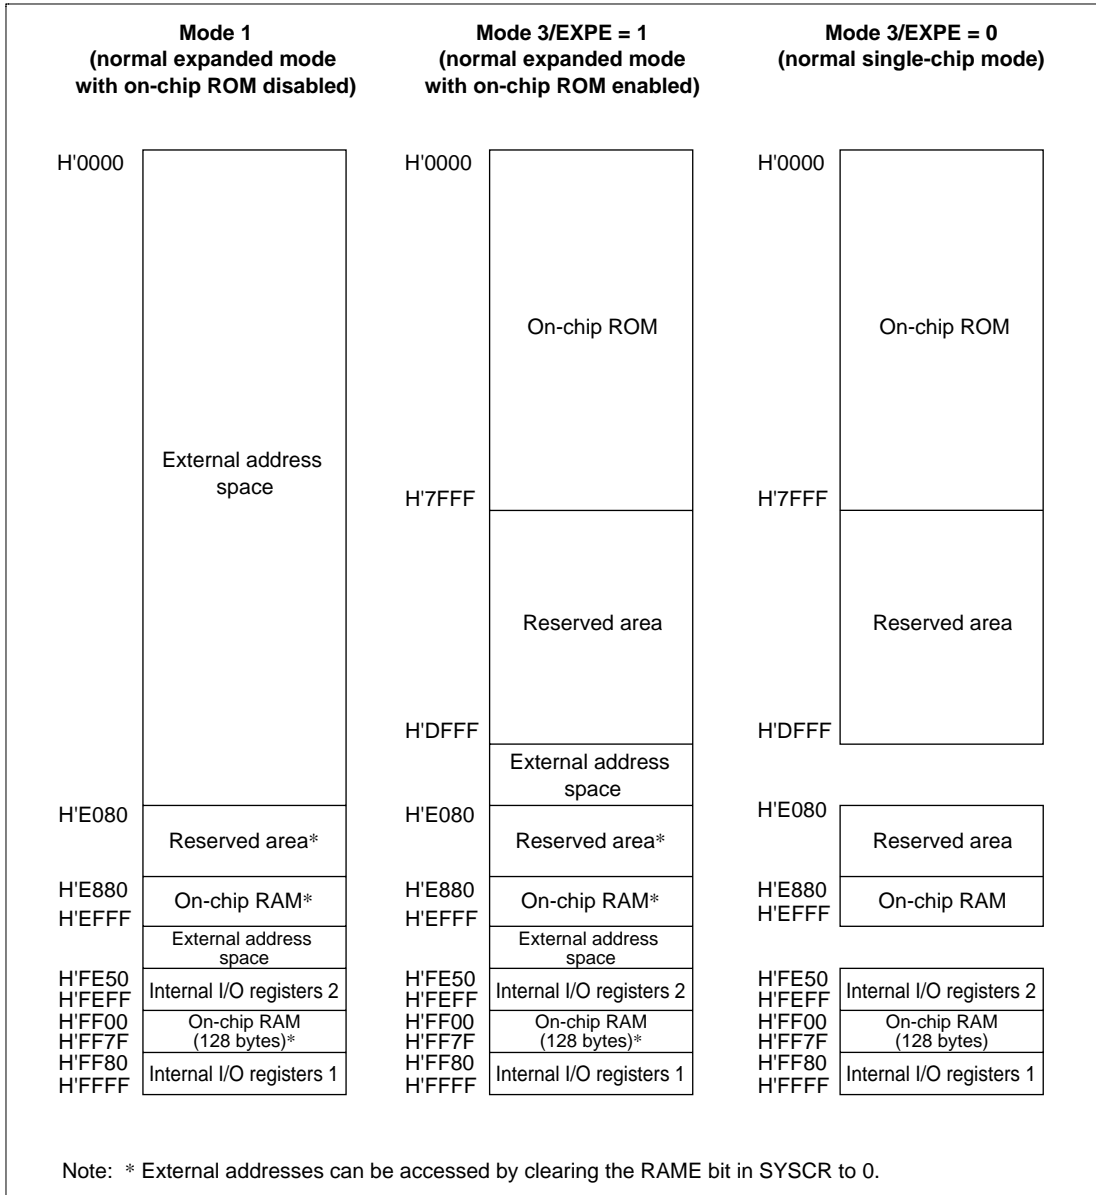 Mode 1
(normal expanded mode
with on-chip ROM disabled)
H'0000
External address
space
H'E080
Reserved area*
H'E880
On-chip RAM*
H'EFFF
External address
space
H'FE50
Internal I/O registers 2
H'FEFF
H'FF00
On-chip RAM
(128 bytes)*
H'FF7F
H'FF80
Internal I/O registers 1
H'FFFF
Mode 3/EXPE = 1
(normal expanded mode
with on-chip ROM enabled)
H'0000
On-chip ROM
H'7FFF
Reserved area
H'DFFF
External address
space
H'E080
Reserved area*
H'E880
On-chip RAM*
H'EFFF
External address
space
H'FE50
Internal I/O registers 2
H'FEFF
H'FF00
On-chip RAM
(128 bytes)*
H'FF7F
H'FF80
Internal I/O registers 1
H'FFFF
Mode 3/EXPE = 0
(normal single-chip mode)
H'0000
On-chip ROM
H'7FFF
Reserved area
H'DFFF
H'E080
Reserved area
H'E880
On-chip RAM
H'EFFF
H'FE50
Internal I/O registers 2
H'FEFF
H'FF00
On-chip RAM
(128 bytes)
H'FF7F
H'FF80
Internal I/O registers 1
H'FFFF
Note: * External addresses can be accessed by clearing the RAME bit in SYSCR to 0.